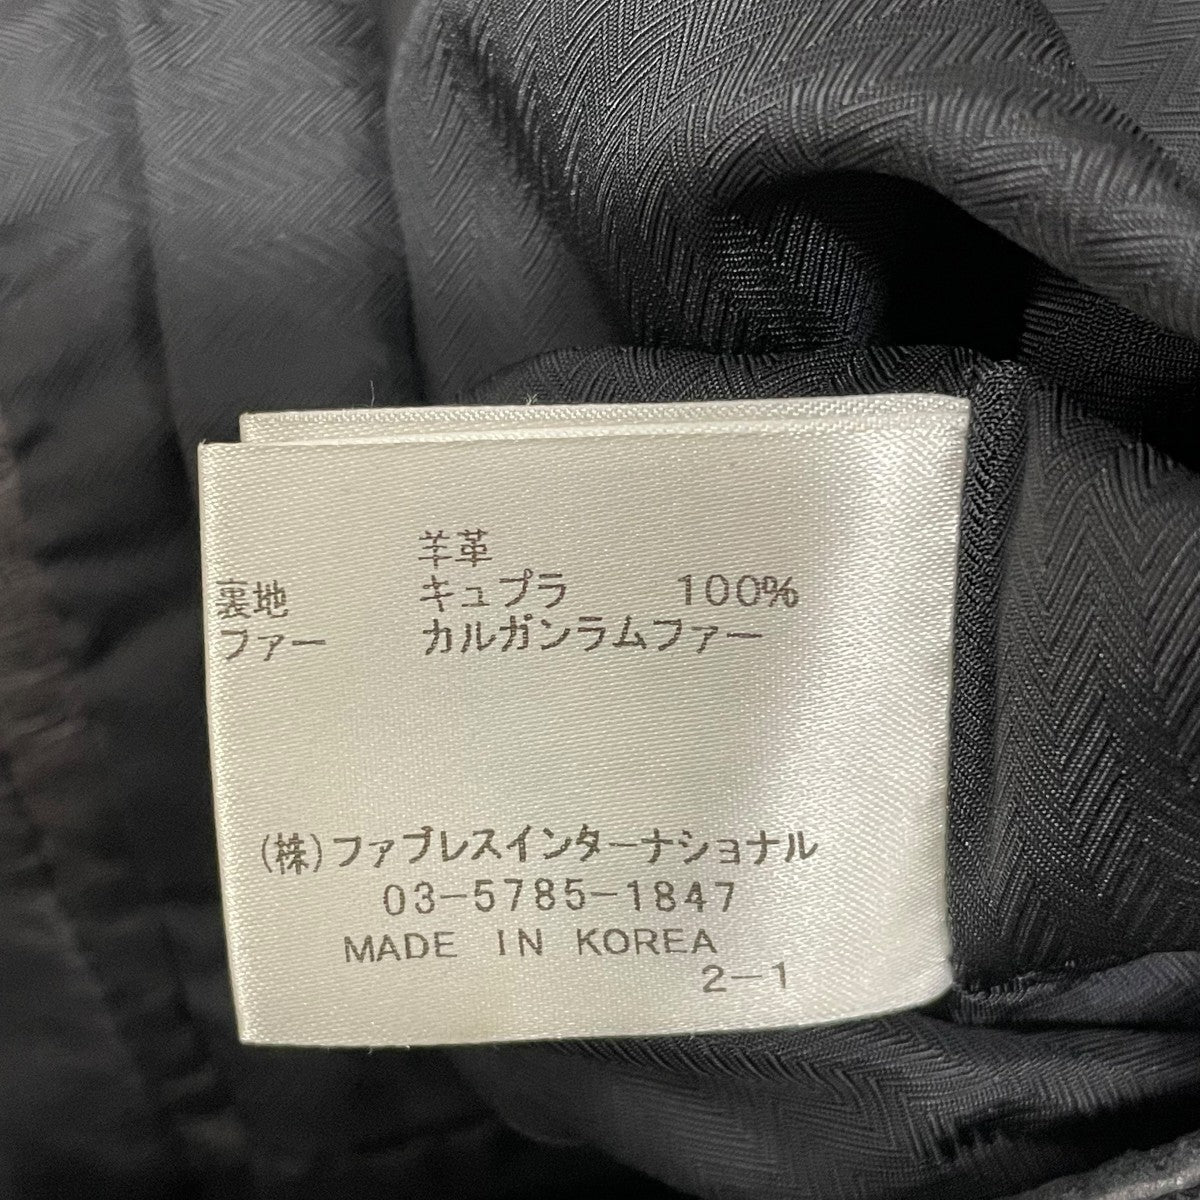 羊革
裏地 キュプラ 100%
ファー カルガンラムファー
(株)ファブレスインターナショナル
03-5785-1847
MADE IN KOREA
2-1